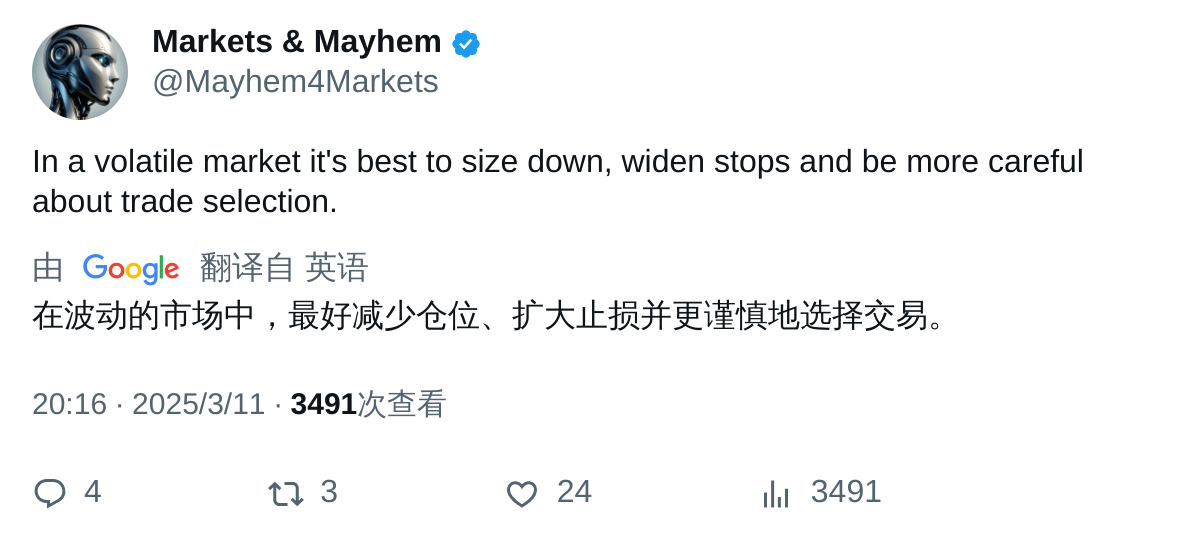 Markets & Mayhem
@Mayhem4Markets
In a volatile market it's best to size down, widen stops and be more careful
about trade selection.
由 Google 翻译自 英语
在波动的市场中，最好减少仓位、扩大止损并更谨慎地选择交易。
20:16 · 2025/3/11 · 3491次查看
4 3 24 3491